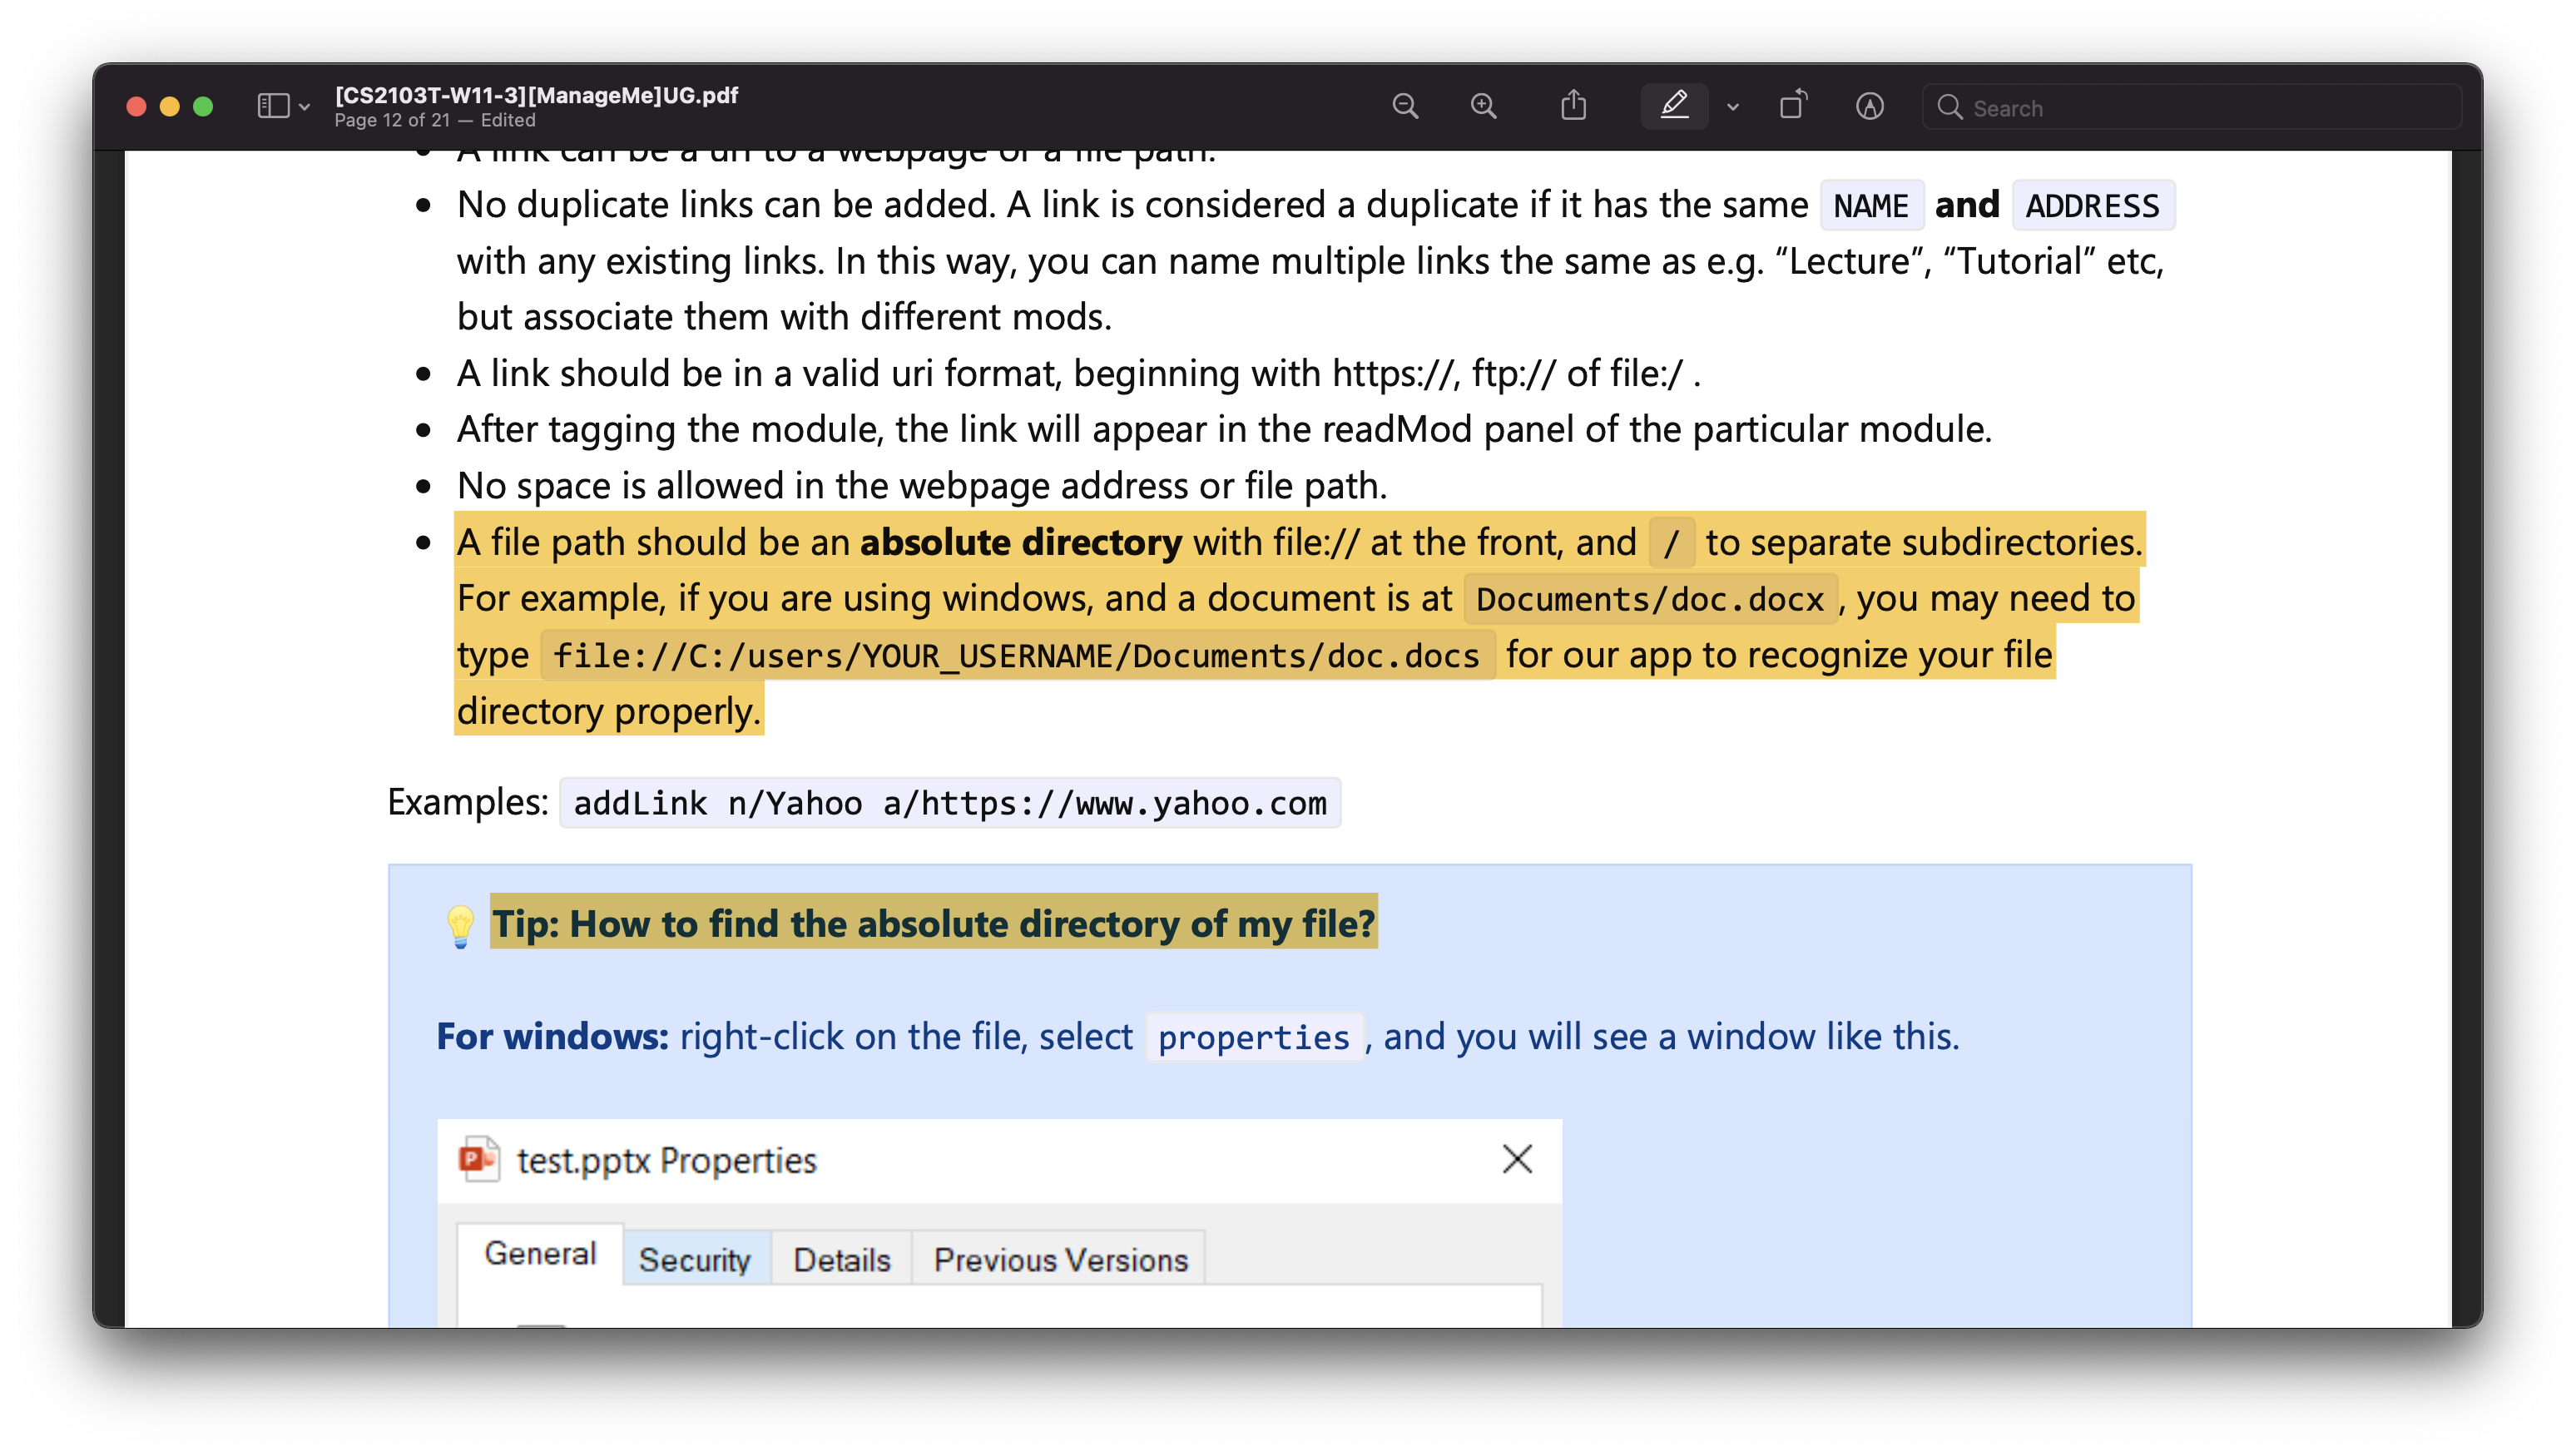 [CS2103T-W11-3][ManageMe]UG.pdf
Page 12 of 21 — Edited
Search
A link can be a url to a webpage or a file path.
No duplicate links can be added. A link is considered a duplicate if it has the same NAME and ADDRESS
with any existing links. In this way, you can name multiple links the same as e.g. “Lecture”, “Tutorial” etc,
but associate them with different mods.
A link should be in a valid uri format, beginning with https://, ftp:// of file:/ .
After tagging the module, the link will appear in the readMod panel of the particular module.
No space is allowed in the webpage address or file path.
A file path should be an absolute directory with file:// at the front, and / to separate subdirectories.
For example, if you are using windows, and a document is at Documents/doc.docx, you may need to
type file://C:/users/YOUR_USERNAME/Documents/doc.docs for our app to recognize your file
directory properly.
Examples: addLink n/Yahoo a/https://www.yahoo.com
Tip: How to find the absolute directory of my file?
For windows: right-click on the file, select properties, and you will see a window like this.
test.pptx Properties
General Security Details Previous Versions